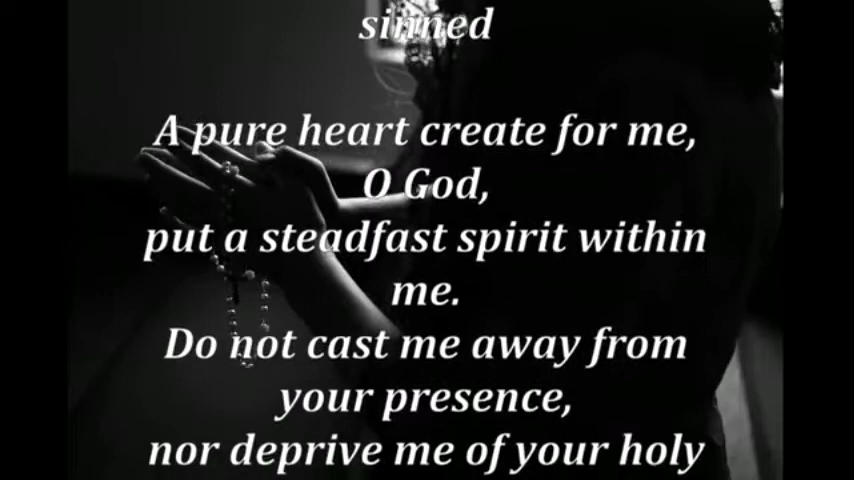 sinned
A pure heart create for me,
O God,
put a steadfast spirit within
me.
Do not cast me away from
your presence,
nor deprive me of your holy